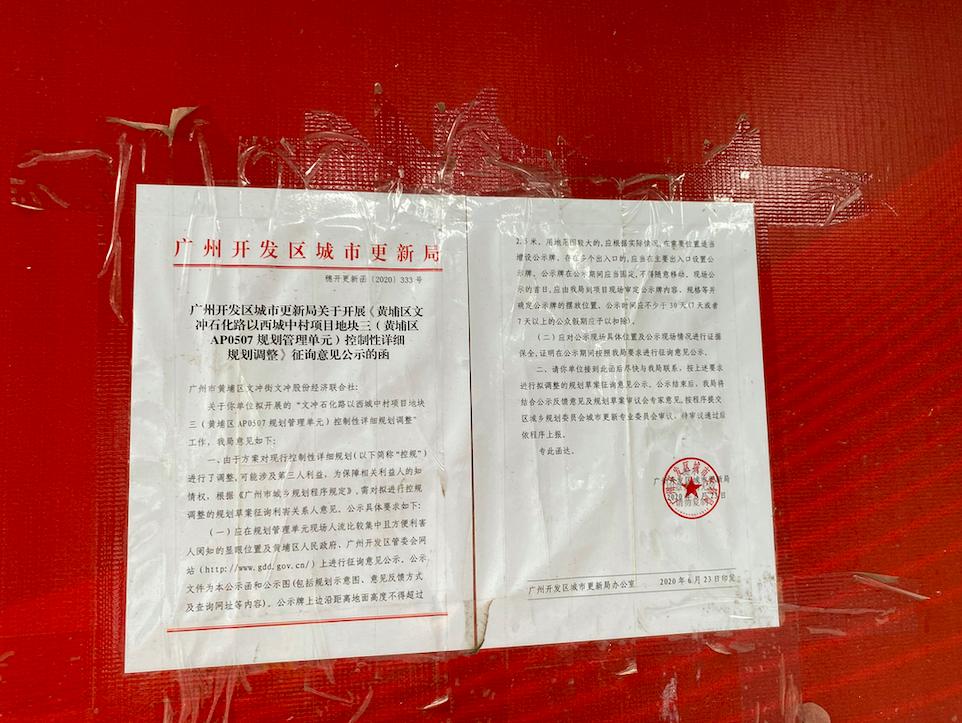 广州开发区城市更新局
穗开更新函〔2020〕333号
广州开发区城市更新局关于开展《黄埔区文
冲石化路以西城中村项目地块三（黄埔区
AP0507 规划管理单元）控制性详细
规划调整》征询意见公示的函
广州市黄埔区文冲街文冲股份经济联合社:
关于你单位拟开展的“文冲石化路以西城中村项目地块
三（黄埔区 AP0507 规划管理单元）控制性详细规划调整”
工作，我局意见如下:
一、由于方案对现行控制性详细规划(以下简称“控规”)
进行了调整,可能涉及第三人利益，为保障相关利益人的知
情权，根据《广州市城乡规划程序规定》,需对拟进行控规
调整的规划草案征询利害关系人意见。公示具体要求如下:
（一）应在规划管理单元现场人流比较集中且方便利害
人阅知的显眼位置及黄埔区人民政府、广州开发区管委会网
站（http://www.gdd.gov.cn/）上进行征询意见公示。公示
文件为本公示函和公示图(包括规划示意图、意见反馈方式
及查询网址等内容)。公示牌上边沿距离地面高度不得超过
2.5米，用地范围较大的,应根据实际情况,在重要位置适当
增设公示牌。存在多个出入口的，应当在主要出入口设置公
示牌。公示牌在公示期间应当固定,不得随意移动。现场公
示的首日,应由我局到项目现场审定公示牌内容、规格等并
确定公示牌的摆放位置。公示时间应不少于30天(7天或者
7天以上的公众假期应予以扣除)。
（二）应对公示现场具体位置及公示现场情况进行证据
保全,证明在公示期间按照我局要求进行征询意见公示。
二、请你单位接到此函后尽快与我局联系，按上述要求
进行拟调整的规划草案征询意见公示。公示结束后，我局将
结合公示反馈意见及规划草案审议会专家意见,按程序提交
区城乡规划委员会城市更新专业委员会审议，待审议通过后
依程序上报。
专此函达。
广州开发区城市更新局
广州开发区城市更新局办公室 2020年6月23日印发